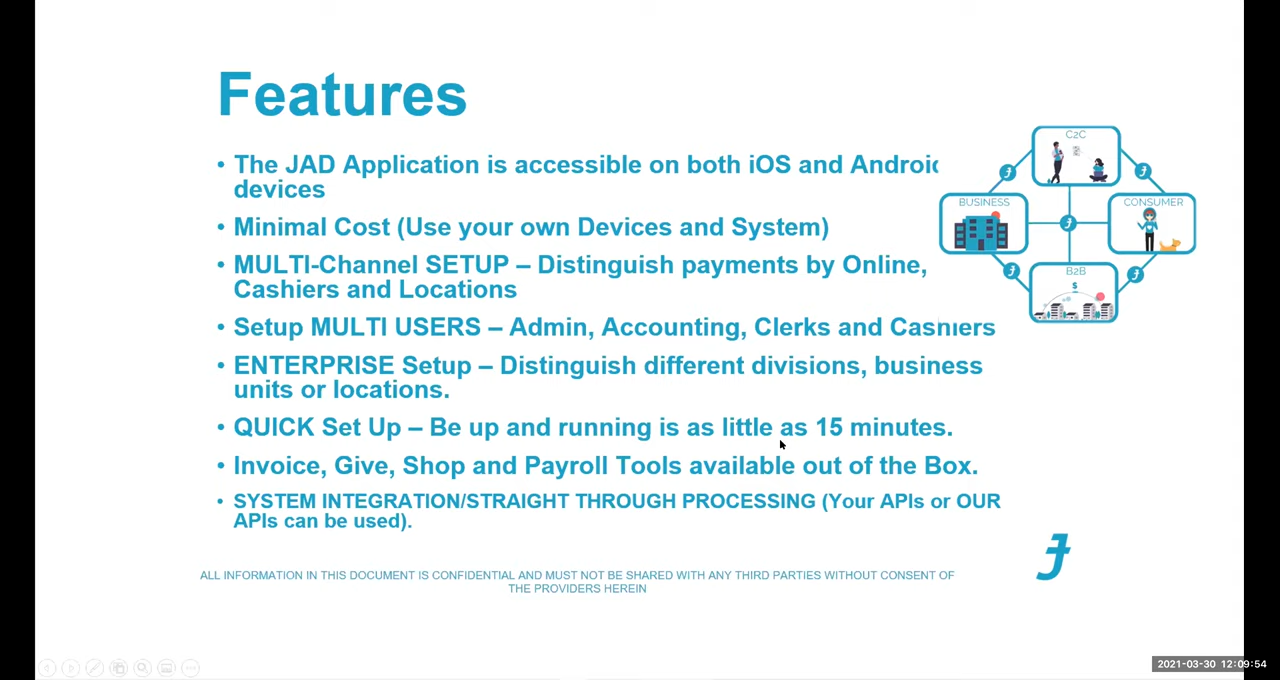 Features
• The JAD Application is accessible on both iOS and Android
devices
• Minimal Cost (Use your own Devices and System)
• MULTI-Channel SETUP – Distinguish payments by Online,
Cashiers and Locations
• Setup MULTI USERS – Admin, Accounting, Clerks and Cashiers
• ENTERPRISE Setup – Distinguish different divisions, business
units or locations.
• QUICK Set Up – Be up and running is as little as 15 minutes.
• Invoice, Give, Shop and Payroll Tools available out of the Box.
• SYSTEM INTEGRATION/STRAIGHT THROUGH PROCESSING (Your APIs or OUR
APIs can be used).
C2C
BUSINESS
CONSUMER
B2B
$
ALL INFORMATION IN THIS DOCUMENT IS CONFIDENTIAL AND MUST NOT BE SHARED WITH ANY THIRD PARTIES WITHOUT CONSENT OF
THE PROVIDERS HEREIN
2021-03-30 12:09:54